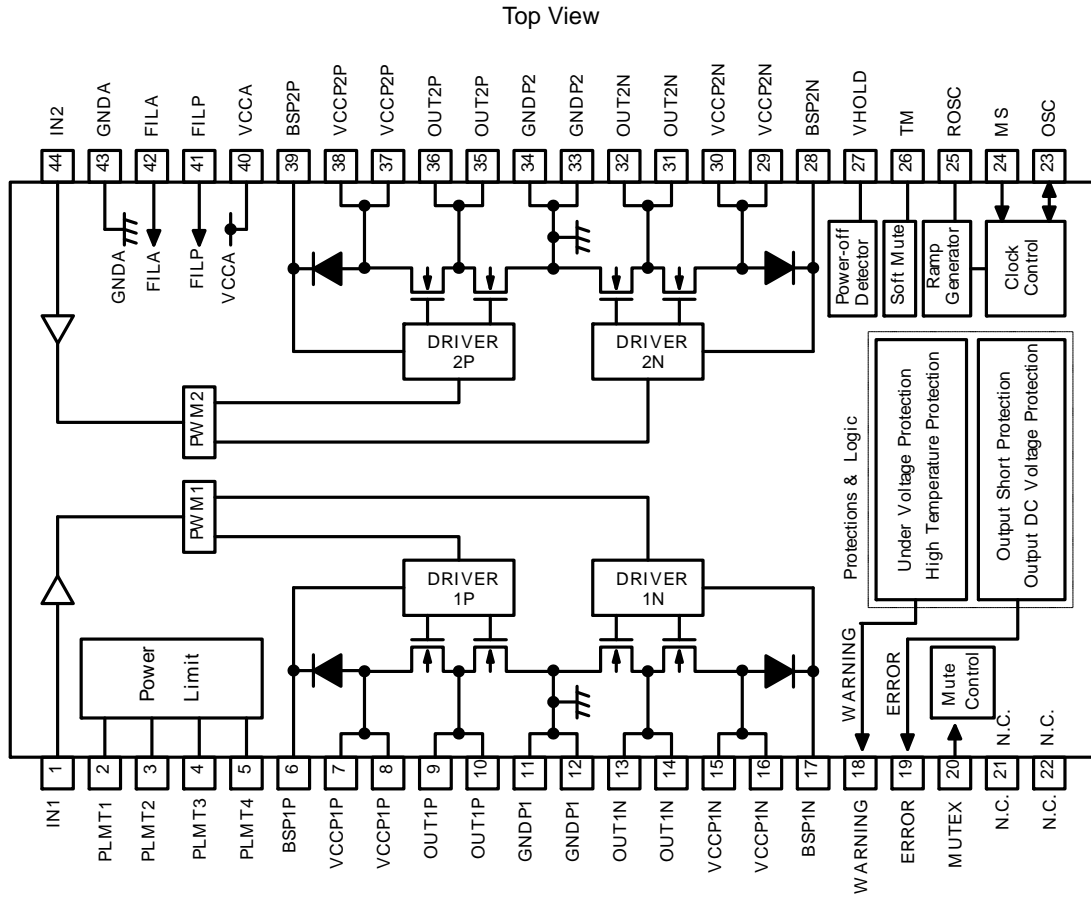 Top View
IN2
GNDA
FILA
FILP
VCCA
BSP2P
VCCP2P
VCCP2P
OUT2P
OUT2P
GNDP2
GNDP2
OUT2N
OUT2N
VCCP2N
VCCP2N
BSP2N
VHOLD
TM
ROSC
MS
OSC
44
43
42
41
40
39
38
37
36
35
34
33
32
31
30
29
28
27
26
25
24
23
GNDA
FILA
FILP
VCCA
Power-off
Detector
Soft Mute
Ramp
Generator
Clock
Control
DRIVER
2P
DRIVER
2N
PWM2
PWM1
Protections & Logic
Under Voltage Protection
High Temperature Protection
Output Short Protection
Output DC Voltage Protection
DRIVER
1P
DRIVER
1N
Power
Limit
WARNING
ERROR
Mute
Control
N.C.
N.C.
1
2
3
4
5
6
7
8
9
10
11
12
13
14
15
16
17
18
19
20
21
22
IN1
PLMT1
PLMT2
PLMT3
PLMT4
BSP1P
VCCP1P
VCCP1P
OUT1P
OUT1P
GNDP1
GNDP1
OUT1N
OUT1N
VCCP1N
VCCP1N
BSP1N
WARNING
ERROR
MUTEX
N.C.
N.C.